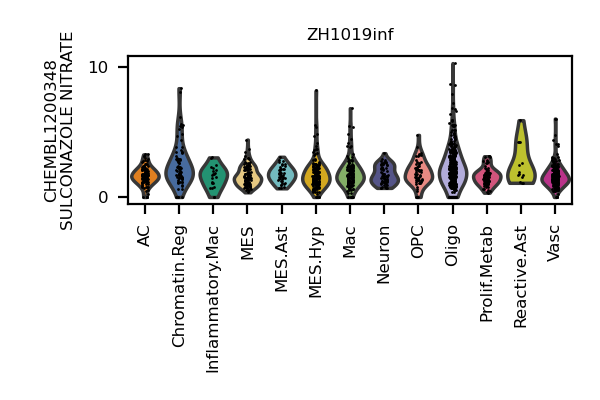 ZH1019inf
CHEMBL1200348
SULCONAZOLE NITRATE
10
0
AC
Chromatin.Reg
Inflammatory.Mac
MES
MES.Ast
MES.Hyp
Mac
Neuron
OPC
Oligo
Prolif.Metab
Reactive.Ast
Vasc